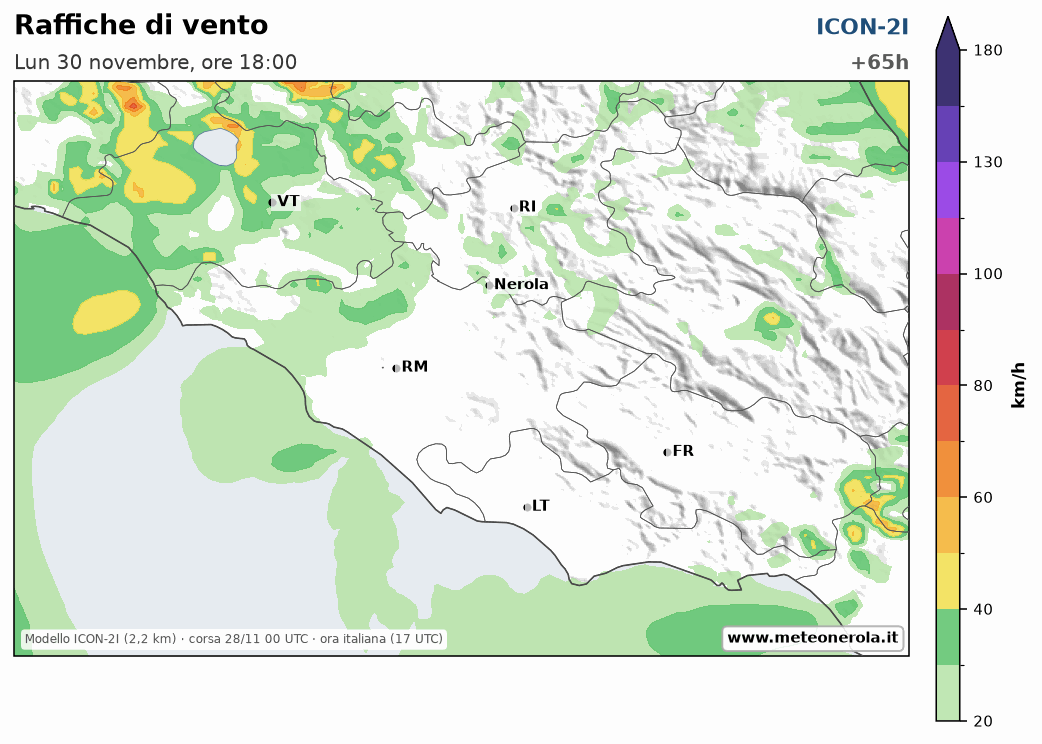 Raffiche di vento
ICON-2I
Lun 30 novembre, ore 18:00
+65h
180
130
100
80
60
40
20
km/h
VT
RI
Nerola
RM
FR
LT
Modello ICON-2I (2,2 km) · corsa 28/11 00 UTC · ora italiana (17 UTC)
www.meteonerola.it